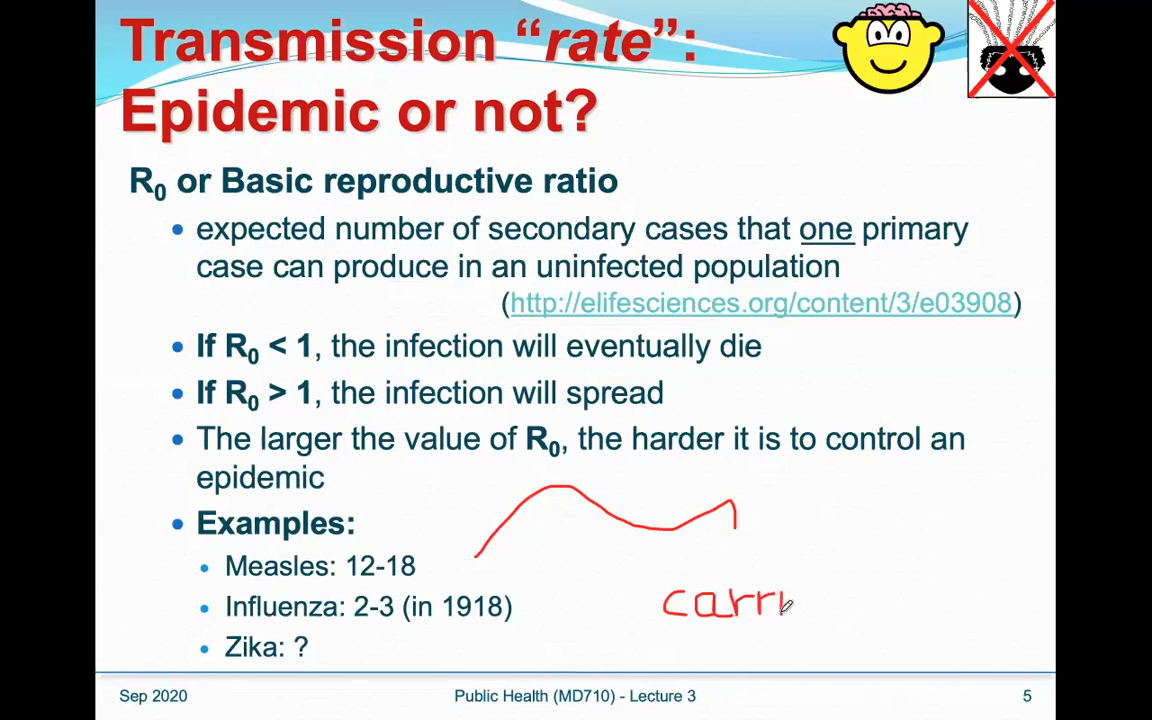 Transmission “rate”:
Epidemic or not?
R0 or Basic reproductive ratio
• expected number of secondary cases that one primary
case can produce in an uninfected population
(http://elifesciences.org/content/3/e03908)
• If R0 < 1, the infection will eventually die
• If R0 > 1, the infection will spread
• The larger the value of R0, the harder it is to control an
epidemic
• Examples:
• Measles: 12-18
• Influenza: 2-3 (in 1918)
carri
• Zika: ?
Sep 2020 Public Health (MD710) - Lecture 3 5